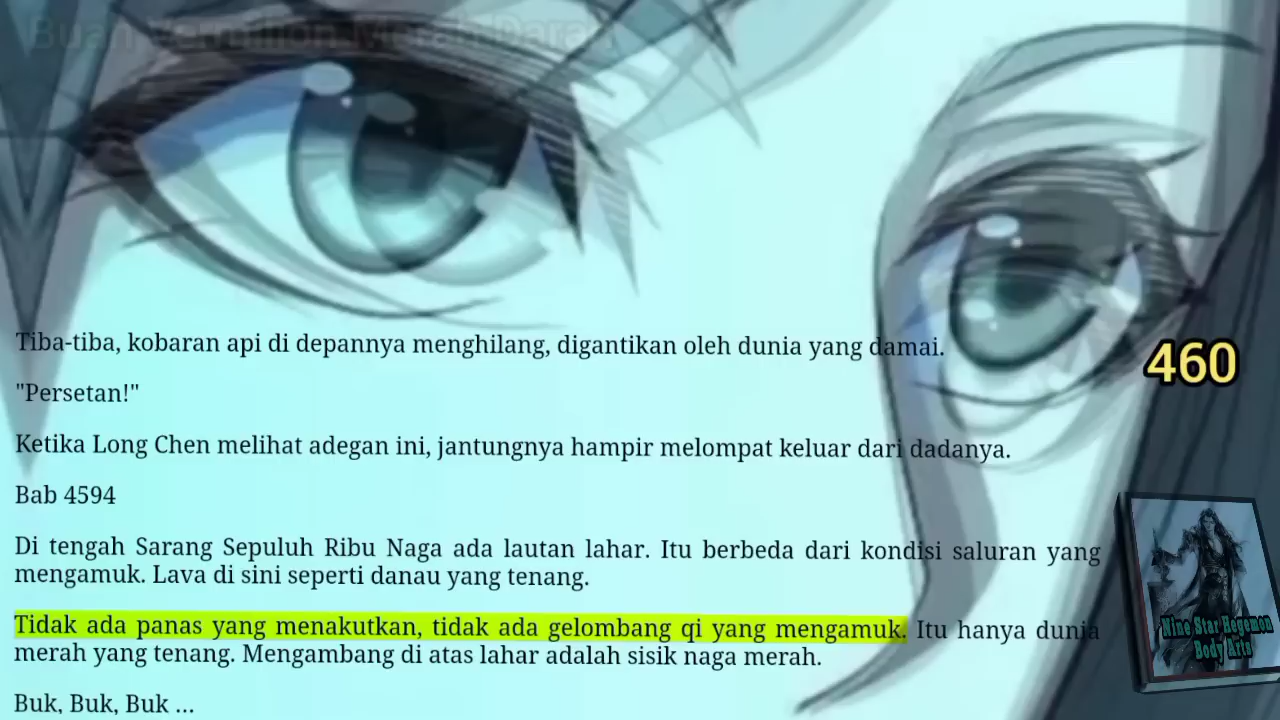 Buah Vermilion Merah Darah
Tiba-tiba, kobaran api di depannya menghilang, digantikan oleh dunia yang damai.
"Persetan!"
460
Ketika Long Chen melihat adegan ini, jantungnya hampir melompat keluar dari dadanya.
Bab 4594
Di tengah Sarang Sepuluh Ribu Naga ada lautan lahar. Itu berbeda dari kondisi saluran yang
mengamuk. Lava di sini seperti danau yang tenang.
Tidak ada panas yang menakutkan, tidak ada gelombang qi yang mengamuk. Itu hanya dunia
merah yang tenang. Mengambang di atas lahar adalah sisik naga merah.
Nine Star Hegemon
Body Arts
Buk, Buk, Buk ...